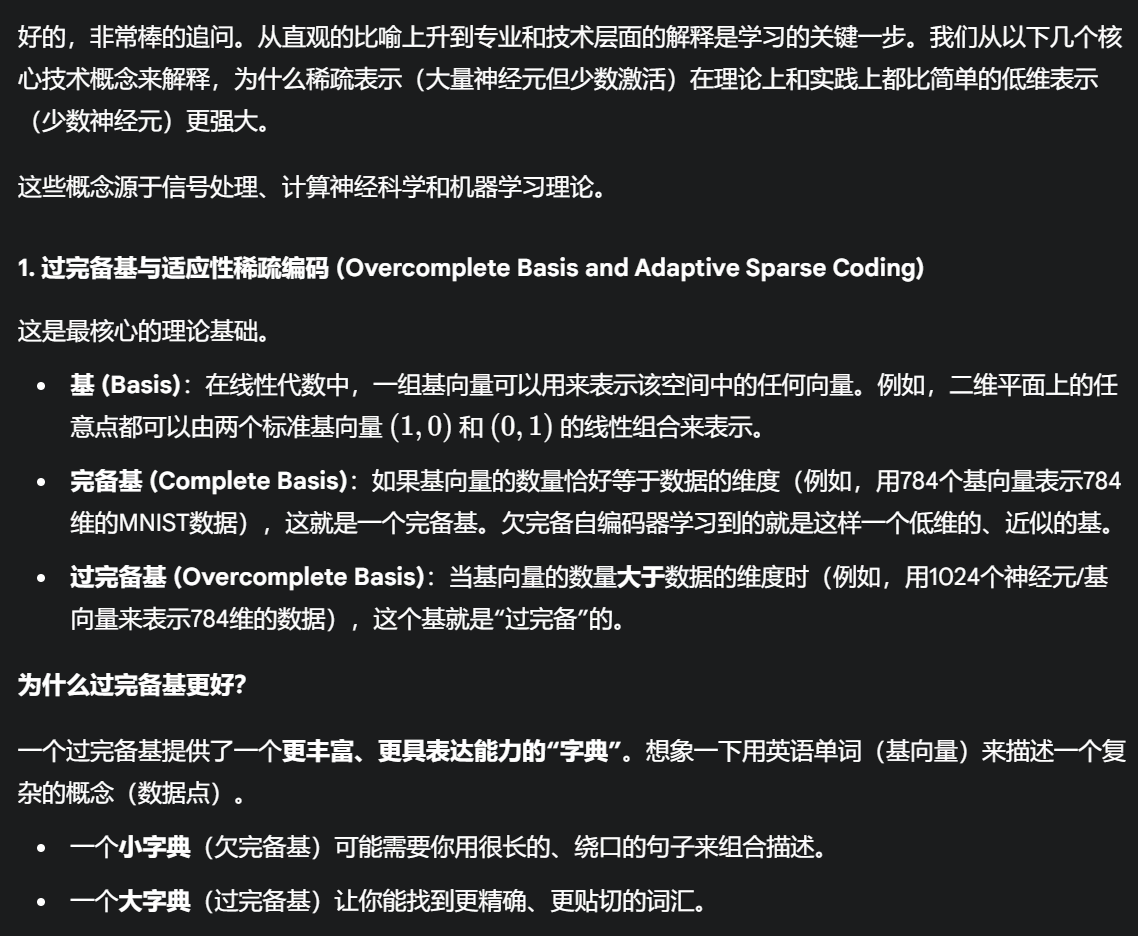 好的，非常棒的追问。从直观的比喻上升到专业和技术层面的解释是学习的关键一步。我们从以下几个核
心技术概念来解释，为什么稀疏表示（大量神经元但少数激活）在理论上和实践上都比简单的低维表示
（少数神经元）更强大。
这些概念源于信号处理、计算神经科学和机器学习理论。
1. 过完备基与适应性稀疏编码 (Overcomplete Basis and Adaptive Sparse Coding)
这是最核心的理论基础。
• 基 (Basis)：在线性代数中，一组基向量可以用来表示该空间中的任何向量。例如，二维平面上的任
意点都可以由两个标准基向量 (1, 0) 和 (0, 1) 的线性组合来表示。
• 完备基 (Complete Basis)：如果基向量的数量恰好等于数据的维度（例如，用784个基向量表示784
维的MNIST数据），这就是一个完备基。欠完备自编码器学习到的就是这样一个低维的、近似的基。
• 过完备基 (Overcomplete Basis)：当基向量的数量大于数据的维度时（例如，用1024个神经元/基
向量来表示784维的数据），这个基就是“过完备”的。
为什么过完备基更好？
一个过完备基提供了一个更丰富、更具表达能力的“字典”。想象一下用英语单词（基向量）来描述一个复
杂的概念（数据点）。
• 一个小字典（欠完备基）可能需要你用很长的、绕口的句子来组合描述。
• 一个大字典（过完备基）让你能找到更精确、更贴切的词汇。